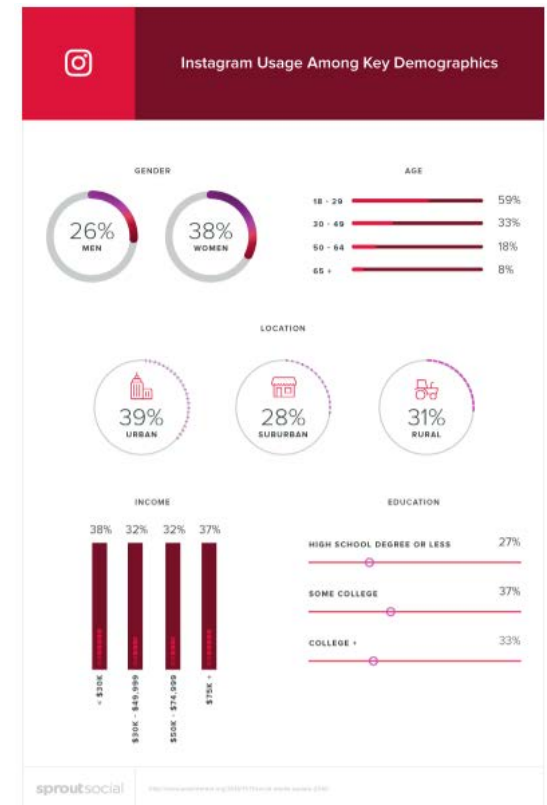 Instagram Usage Among Key Demographics
GENDER
26%
MEN
38%
WOMEN
AGE
18 - 29 59%
30 - 49 33%
50 - 64 18%
65 + 8%
LOCATION
39%
URBAN
28%
SUBURBAN
31%
RURAL
INCOME
38% 32% 32% 37%
< $30K
$30K - $49,999
$50K - $74,999
$75K +
EDUCATION
HIGH SCHOOL DEGREE OR LESS 27%
SOME COLLEGE 37%
COLLEGE + 33%
sproutsocial